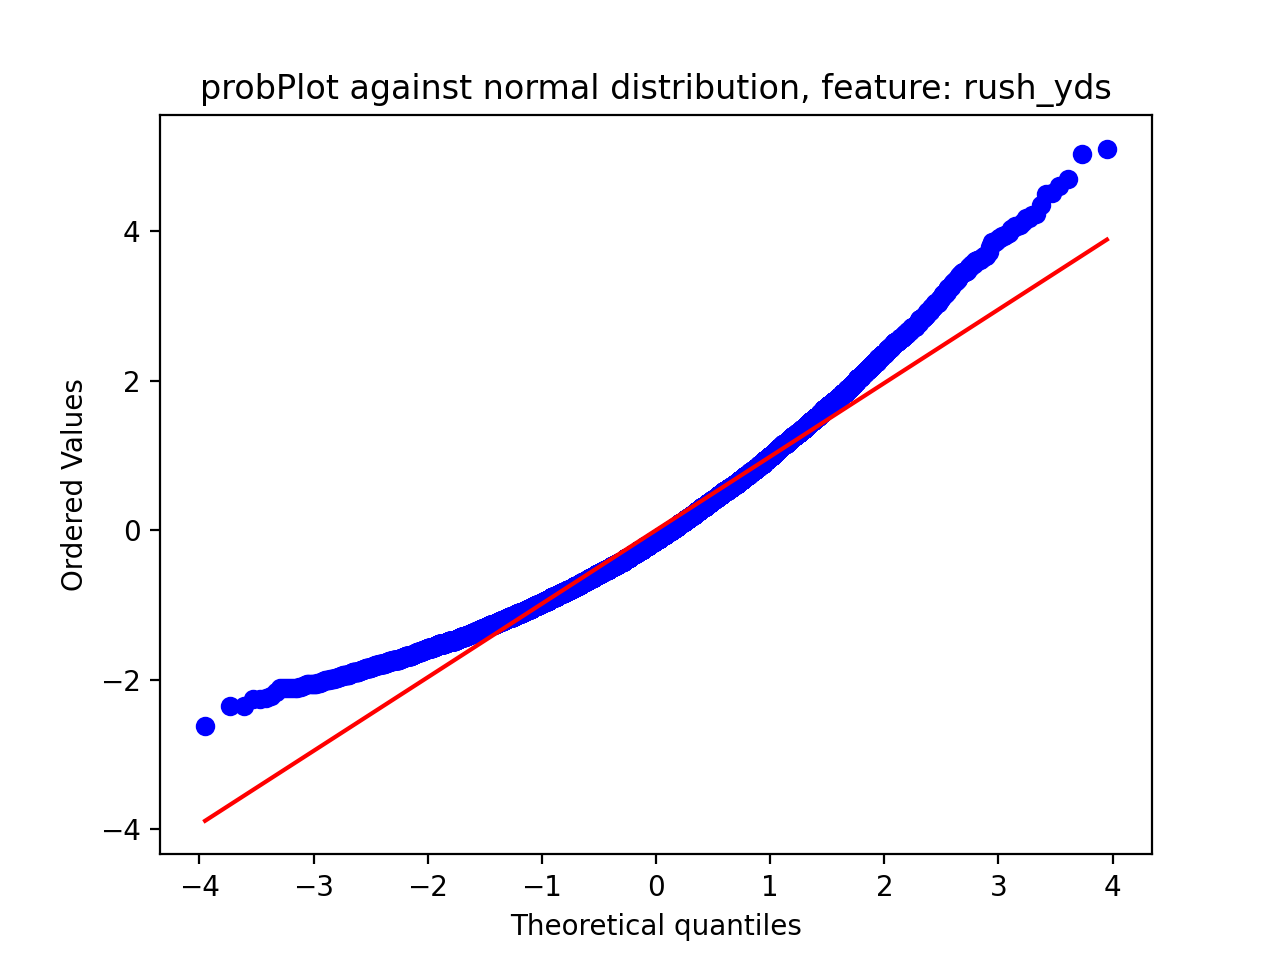 probPlot against normal distribution, feature: rush_yds
Ordered Values
4
2
0
−2
−4
−4 −3 −2 −1 0 1 2 3 4
Theoretical quantiles